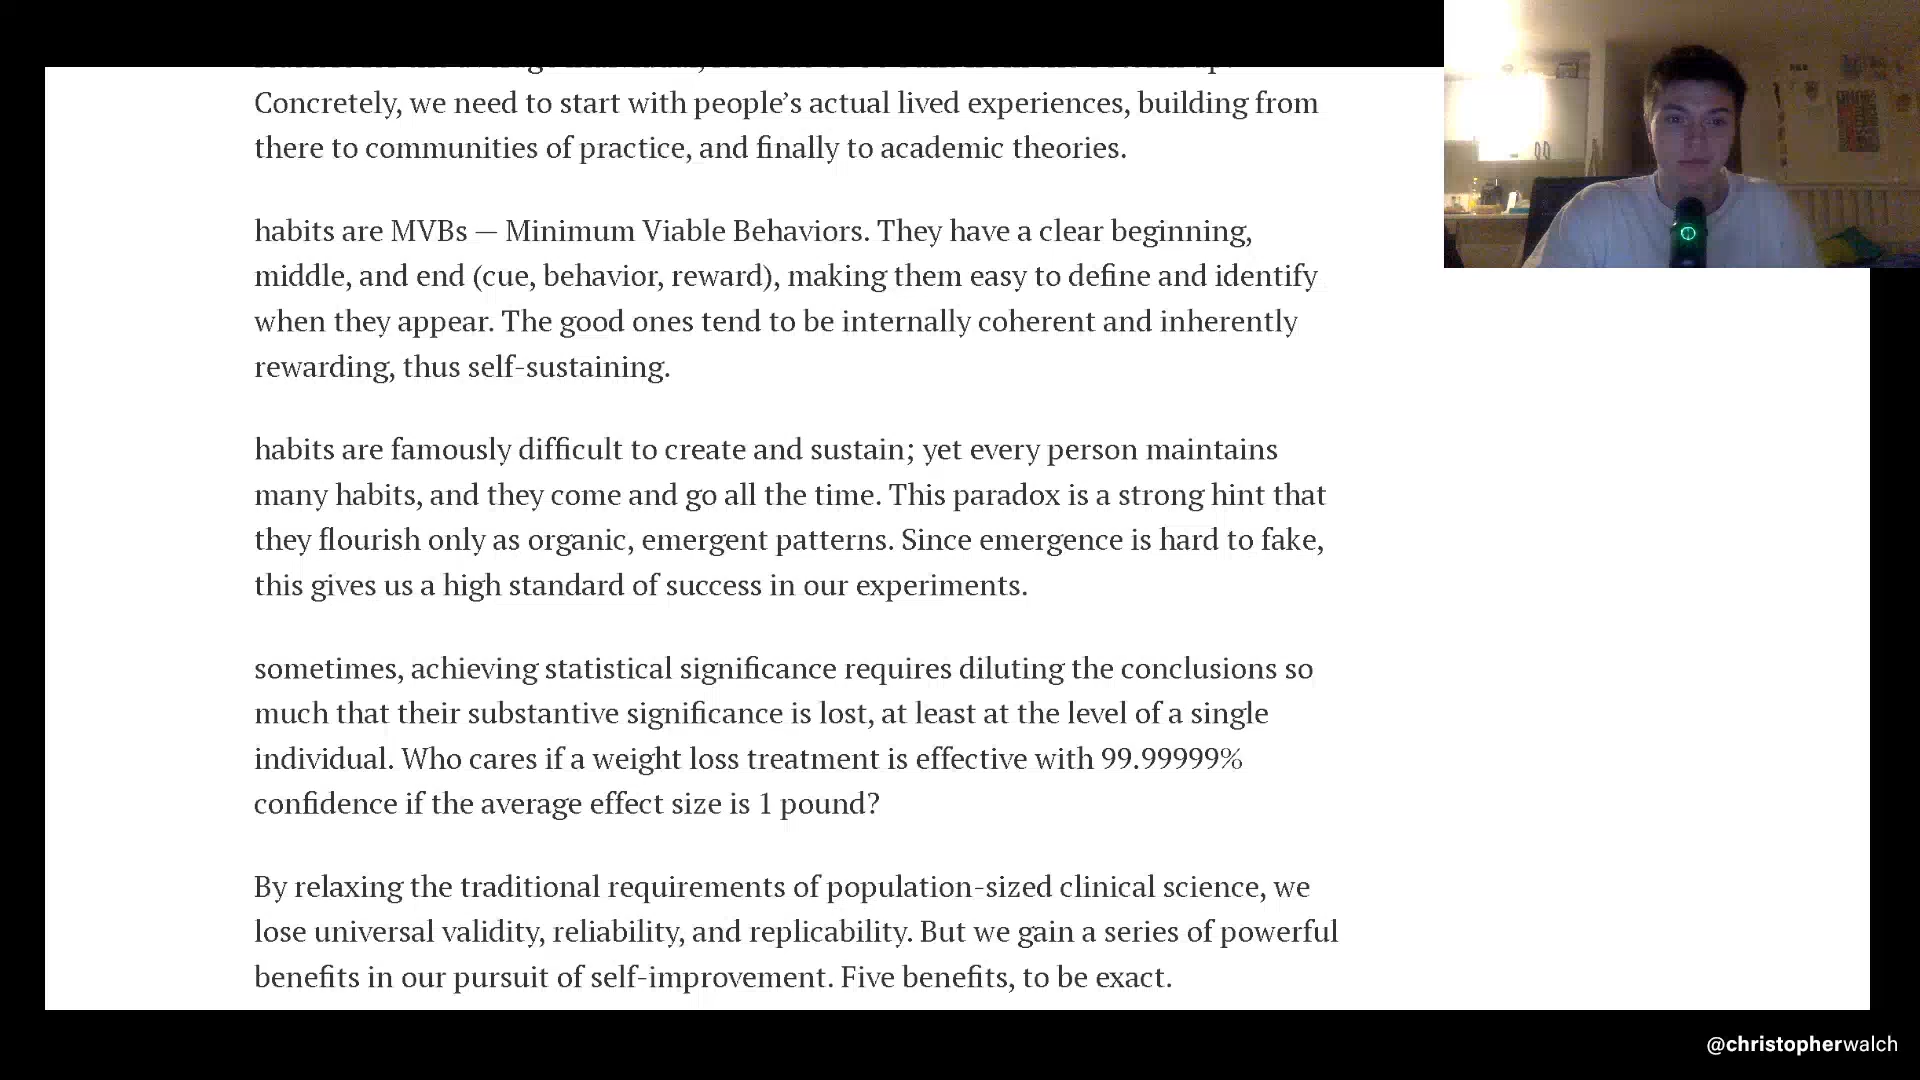 Concretely, we need to start with people’s actual lived experiences, building from
there to communities of practice, and finally to academic theories.
habits are MVBs — Minimum Viable Behaviors. They have a clear beginning,
middle, and end (cue, behavior, reward), making them easy to define and identify
when they appear. The good ones tend to be internally coherent and inherently
rewarding, thus self-sustaining.
habits are famously difficult to create and sustain; yet every person maintains
many habits, and they come and go all the time. This paradox is a strong hint that
they flourish only as organic, emergent patterns. Since emergence is hard to fake,
this gives us a high standard of success in our experiments.
sometimes, achieving statistical significance requires diluting the conclusions so
much that their substantive significance is lost, at least at the level of a single
individual. Who cares if a weight loss treatment is effective with 99.99999%
confidence if the average effect size is 1 pound?
By relaxing the traditional requirements of population-sized clinical science, we
lose universal validity, reliability, and replicability. But we gain a series of powerful
benefits in our pursuit of self-improvement. Five benefits, to be exact.
@christopherwalch